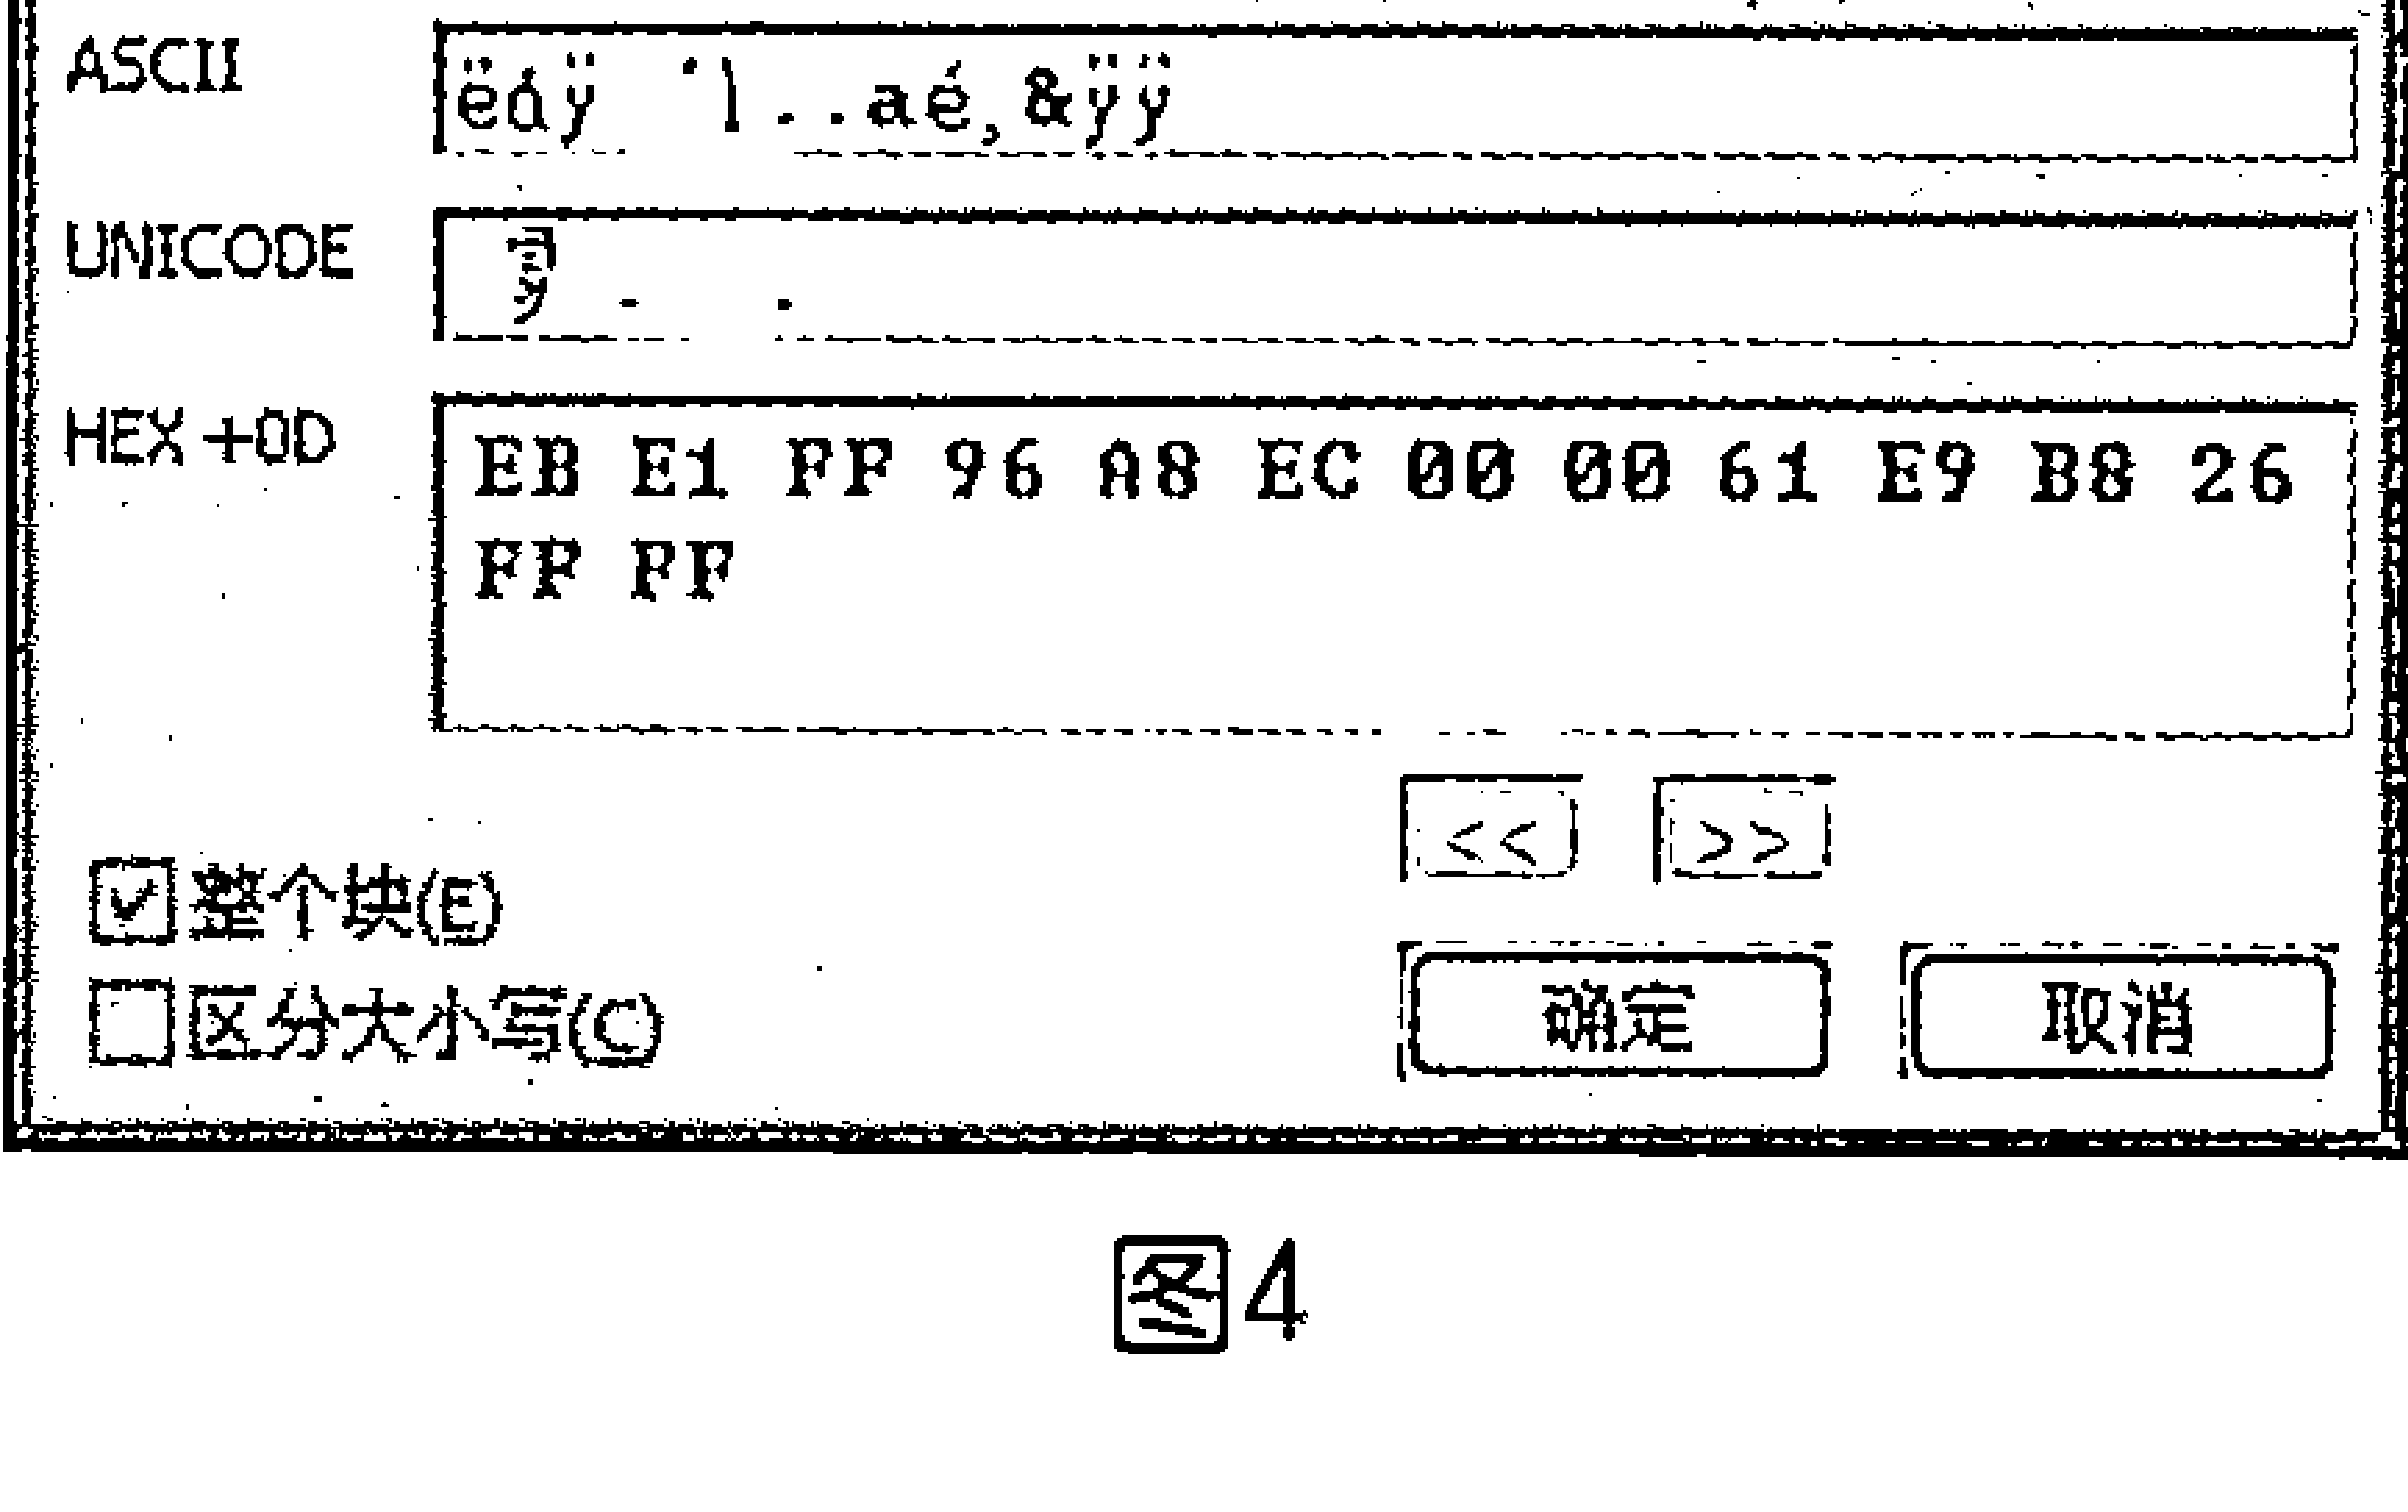 ASCII
ëáÿ ¨ì..aé¸&ÿÿ
UNICODE
HEX +0D
EB E1 FF 96 A8 EC 00 00 61 E9 B8 26
FF FF
<< >>
整个块(E)
区分大小写(C)
确定 取消
图4